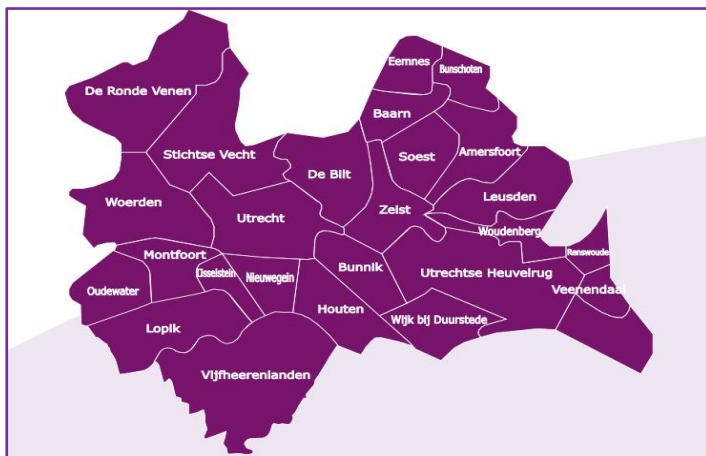 Eemnes
Bunschoten
De Ronde Venen
Baarn
Stichtse Vecht
Soest
Amersfoort
De Bilt
Leusden
Woerden
Zeist
Utrecht
Woudenberg
Montfoort
Renswoude
IJsselstein
Nieuwegein
Bunnik
Utrechtse Heuvelrug
Oudewater
Veenendaal
Houten
Wijk bij Duurstede
Lopik
Vijfheerenlanden